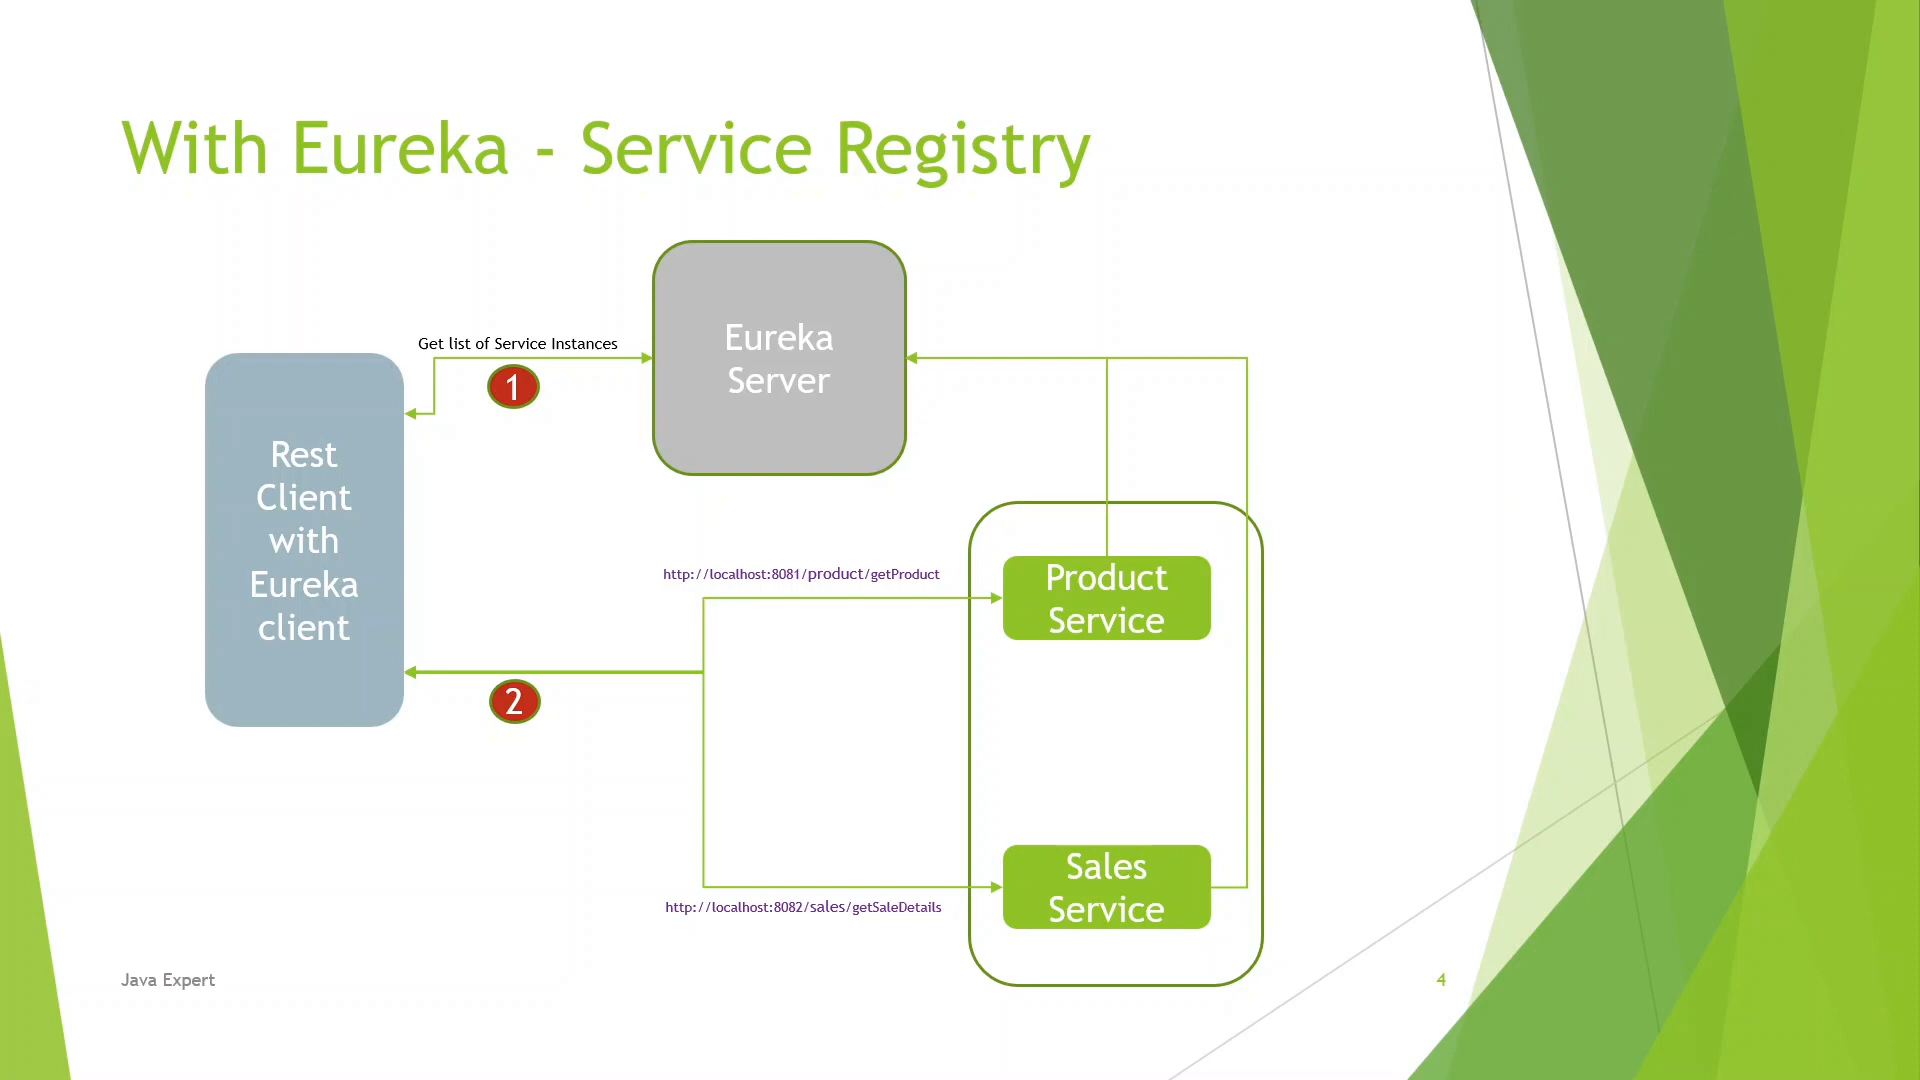 With Eureka - Service Registry
Get list of Service Instances
1
Eureka
Server
Rest
Client
with
Eureka
client
http://localhost:8081/product/getProduct
Product
Service
2
Sales
Service
http://localhost:8082/sales/getSaleDetails
Java Expert
4